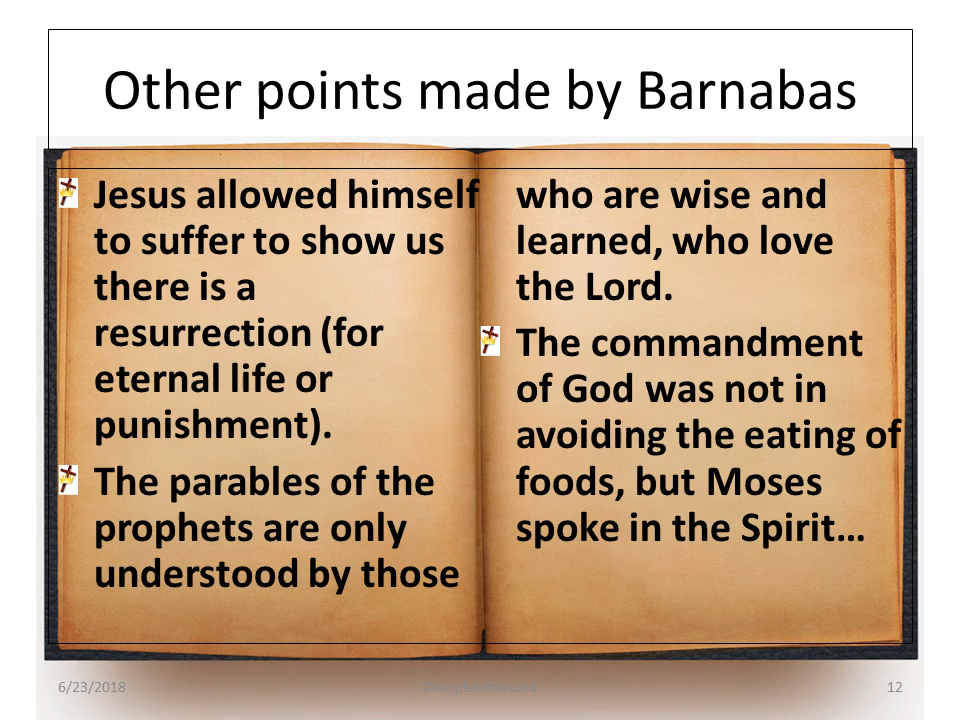 Other points made by Barnabas
Jesus allowed himself
to suffer to show us
there is a
resurrection (for
eternal life or
punishment).
The parables of the
prophets are only
understood by those
who are wise and
learned, who love
the Lord.
The commandment
of God was not in
avoiding the eating of
foods, but Moses
spoke in the Spirit…
6/23/2018
DiscipleoftheLord
12